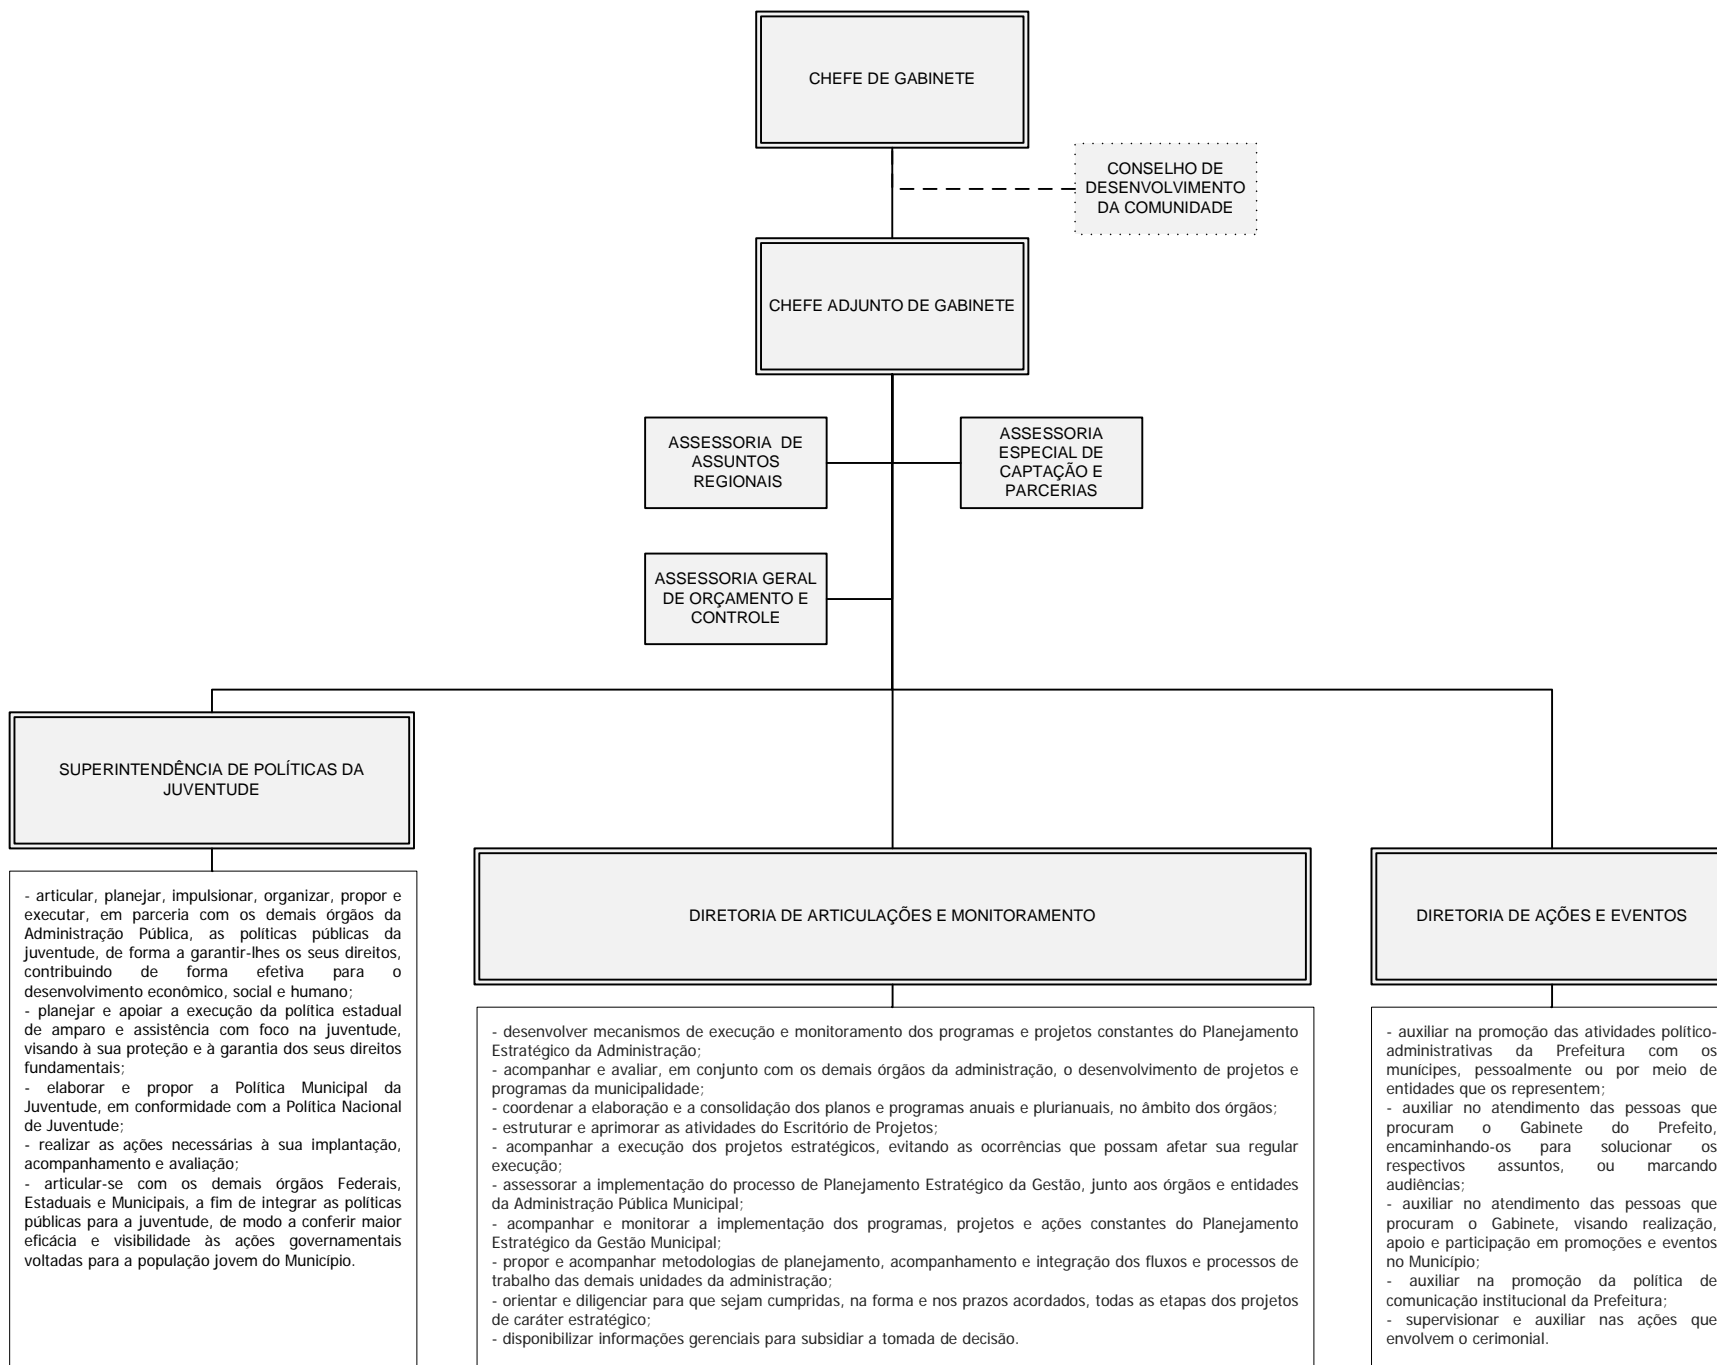 CHEFE DE GABINETE
CONSELHO DE
DESENVOLVIMENTO
DA COMUNIDADE
CHEFE ADJUNTO DE GABINETE
ASSESSORIA DE
ASSUNTOS
REGIONAIS
ASSESSORIA
ESPECIAL DE
CAPTAÇÃO E
PARCERIAS
ASSESSORIA GERAL
DE ORÇAMENTO E
CONTROLE
SUPERINTENDÊNCIA DE POLÍTICAS DA
JUVENTUDE
- articular, planejar, impulsionar, organizar, propor e
executar, em parceria com os demais órgãos da
Administração Pública, as políticas públicas da
juventude, de forma a garantir-lhes os seus direitos,
contribuindo de forma efetiva para o
desenvolvimento econômico, social e humano;
- planejar e apoiar a execução da política estadual
de amparo e assistência com foco na juventude,
visando à sua proteção e à garantia dos seus direitos
fundamentais;
- elaborar e propor a Política Municipal da
Juventude, em conformidade com a Política Nacional
de Juventude;
- realizar as ações necessárias à sua implantação,
acompanhamento e avaliação;
- articular-se com os demais órgãos Federais,
Estaduais e Municipais, a fim de integrar as políticas
públicas para a juventude, de modo a conferir maior
eficácia e visibilidade às ações governamentais
voltadas para a população jovem do Município.
DIRETORIA DE ARTICULAÇÕES E MONITORAMENTO
- desenvolver mecanismos de execução e monitoramento dos programas e projetos constantes do Planejamento
Estratégico da Administração;
- acompanhar e avaliar, em conjunto com os demais órgãos da administração, o desenvolvimento de projetos e
programas da municipalidade;
- coordenar a elaboração e a consolidação dos planos e programas anuais e plurianuais, no âmbito dos órgãos;
- estruturar e aprimorar as atividades do Escritório de Projetos;
- acompanhar a execução dos projetos estratégicos, evitando as ocorrências que possam afetar sua regular
execução;
- assessorar a implementação do processo de Planejamento Estratégico da Gestão, junto aos órgãos e entidades
da Administração Pública Municipal;
- acompanhar e monitorar a implementação dos programas, projetos e ações constantes do Planejamento
Estratégico da Gestão Municipal;
- propor e acompanhar metodologias de planejamento, acompanhamento e integração dos fluxos e processos de
trabalho das demais unidades da administração;
- orientar e diligenciar para que sejam cumpridas, na forma e nos prazos acordados, todas as etapas dos projetos
de caráter estratégico;
- disponibilizar informações gerenciais para subsidiar a tomada de decisão.
DIRETORIA DE AÇÕES E EVENTOS
- auxiliar na promoção das atividades político-
administrativas da Prefeitura com os
munícipes, pessoalmente ou por meio de
entidades que os representem;
- auxiliar no atendimento das pessoas que
procuram o Gabinete do Prefeito,
encaminhando-os para solucionar os
respectivos assuntos, ou marcando
audiências;
- auxiliar no atendimento das pessoas que
procuram o Gabinete, visando realização,
apoio e participação em promoções e eventos
no Município;
- auxiliar na promoção da política de
comunicação institucional da Prefeitura;
- supervisionar e auxiliar nas ações que
envolvem o cerimonial.